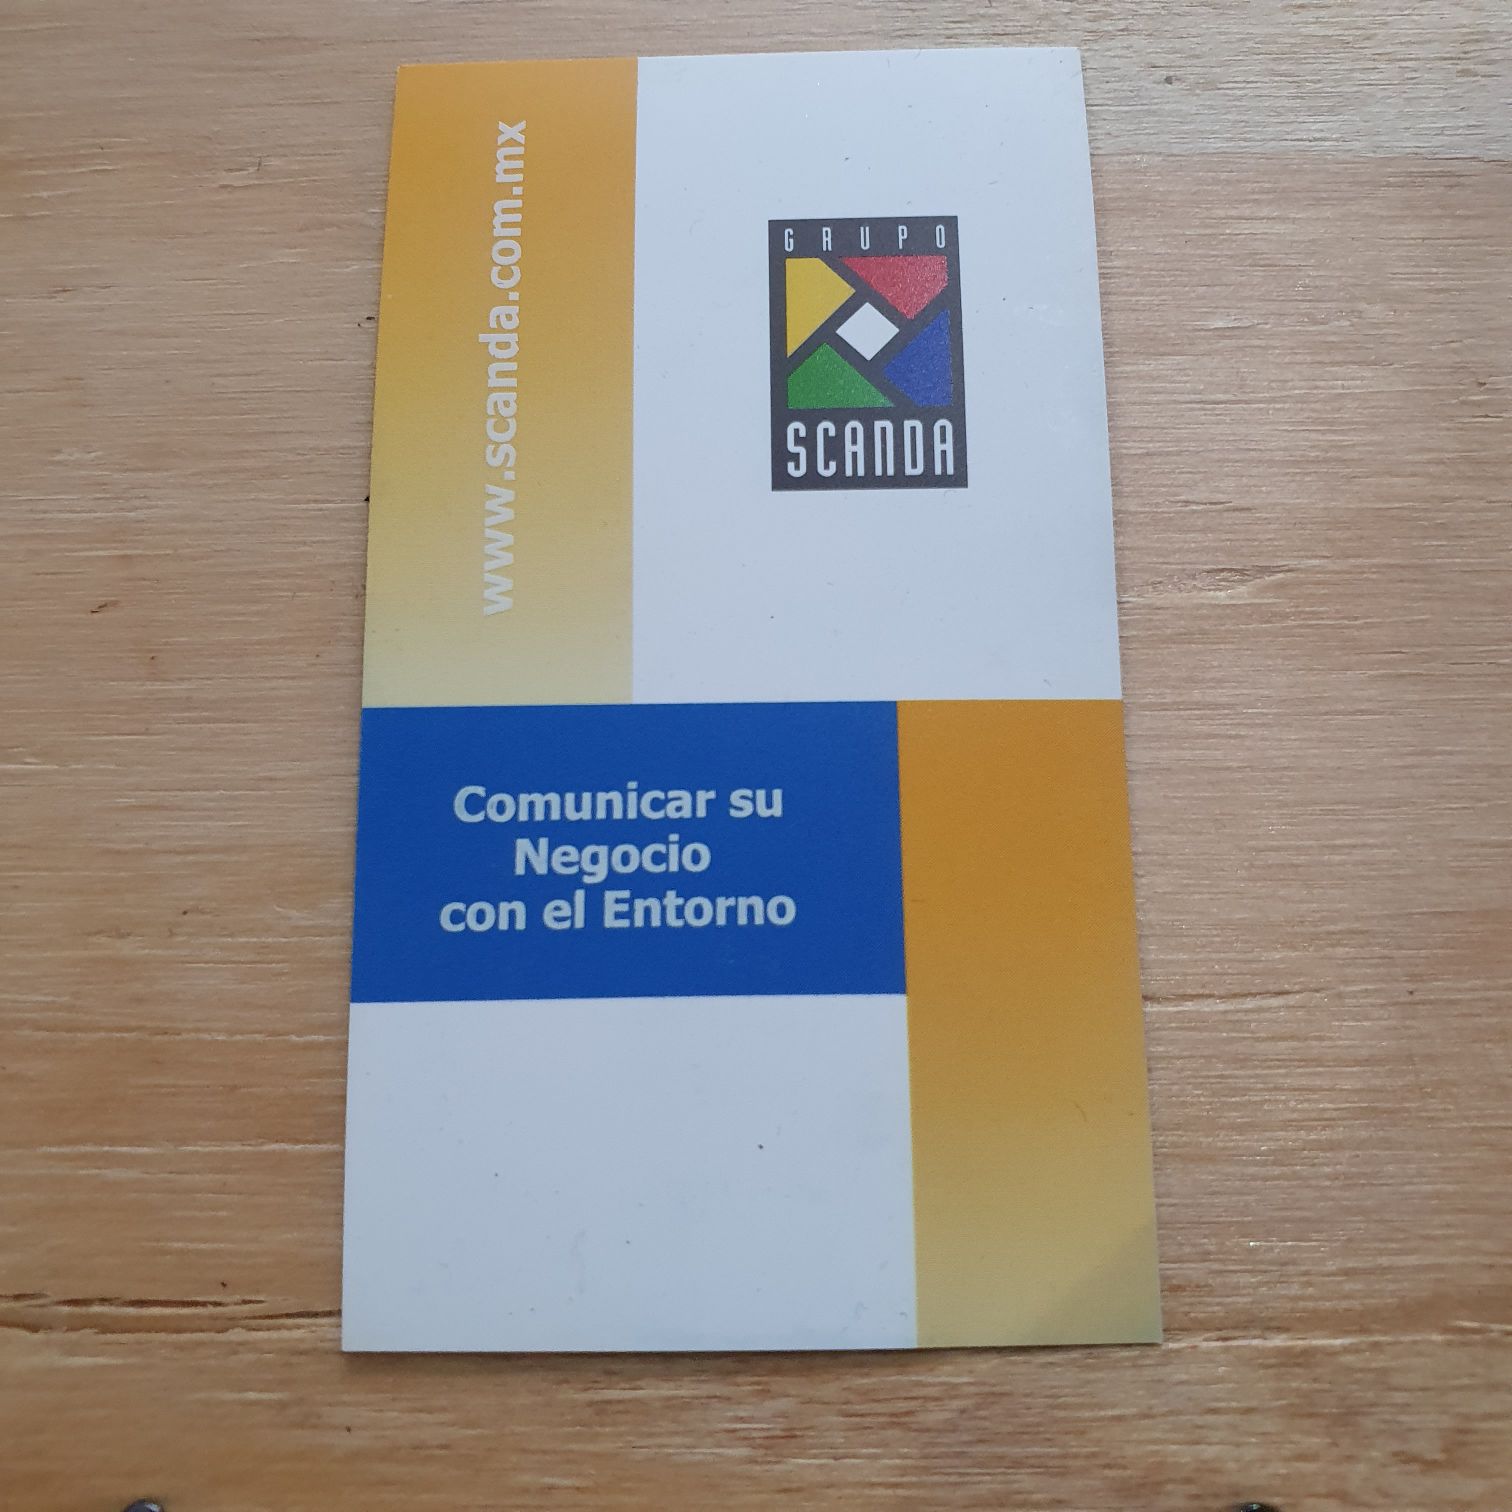 www.scanda.com.mx
GRUPO
SCANDA
Comunicar su
Negocio
con el Entorno